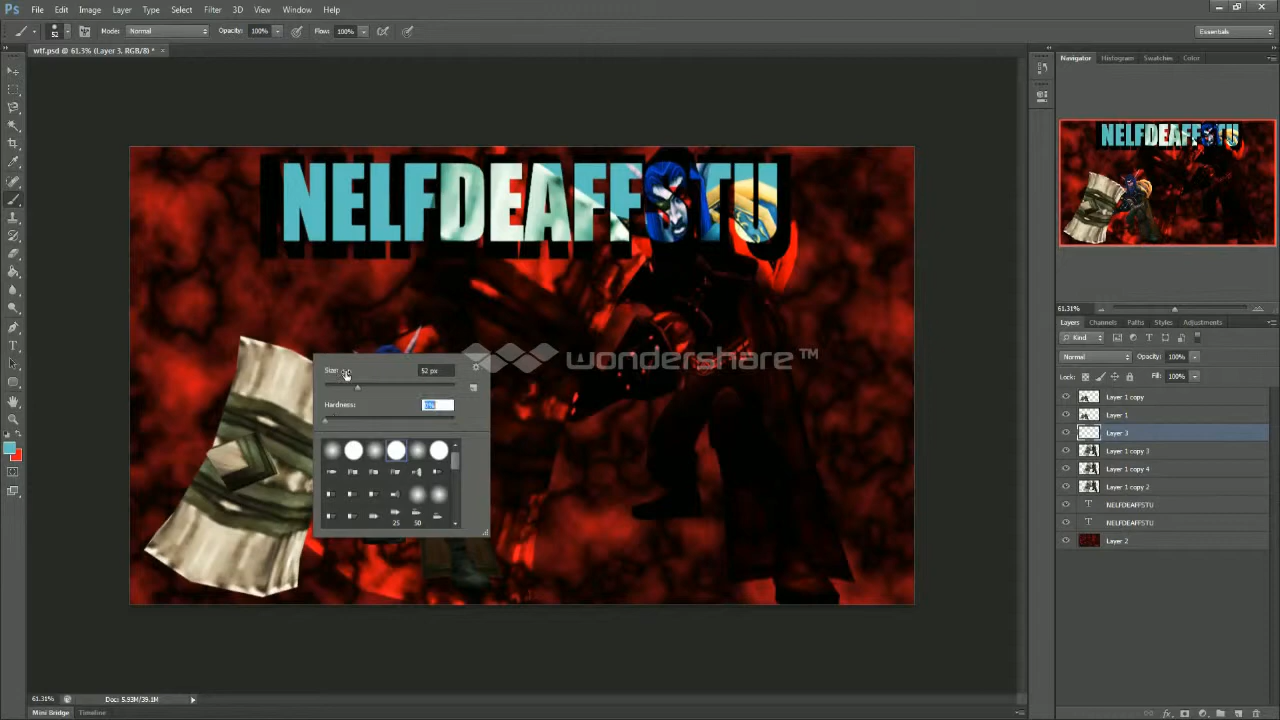 Ps File Edit Image Layer Type Select Filter 3D View Window Help
52 Mode: Normal Opacity: 100% Flow: 100% Essentials
wtf.psd @ 61.3% (Layer 3, RGB/8) * ×
Navigator Histogram Swatches Color
NELFDEAFFSTU
NELFDEAFFSTU
61.31%
Layers Channels Paths Styles Adjustments
Kind
Normal Opacity: 100%
Lock: Fill: 100%
wondershare™
Size: 52 px
Hardness:
25 50
Layer 1 copy
Layer 1
Layer 3
Layer 1 copy 3
Layer 1 copy 4
Layer 1 copy 2
T NELFDEAFFSTU
T NELFDEAFFSTU
Layer 2
61.31% Doc: 5.93M/39.1M
Mini Bridge Timeline
fx